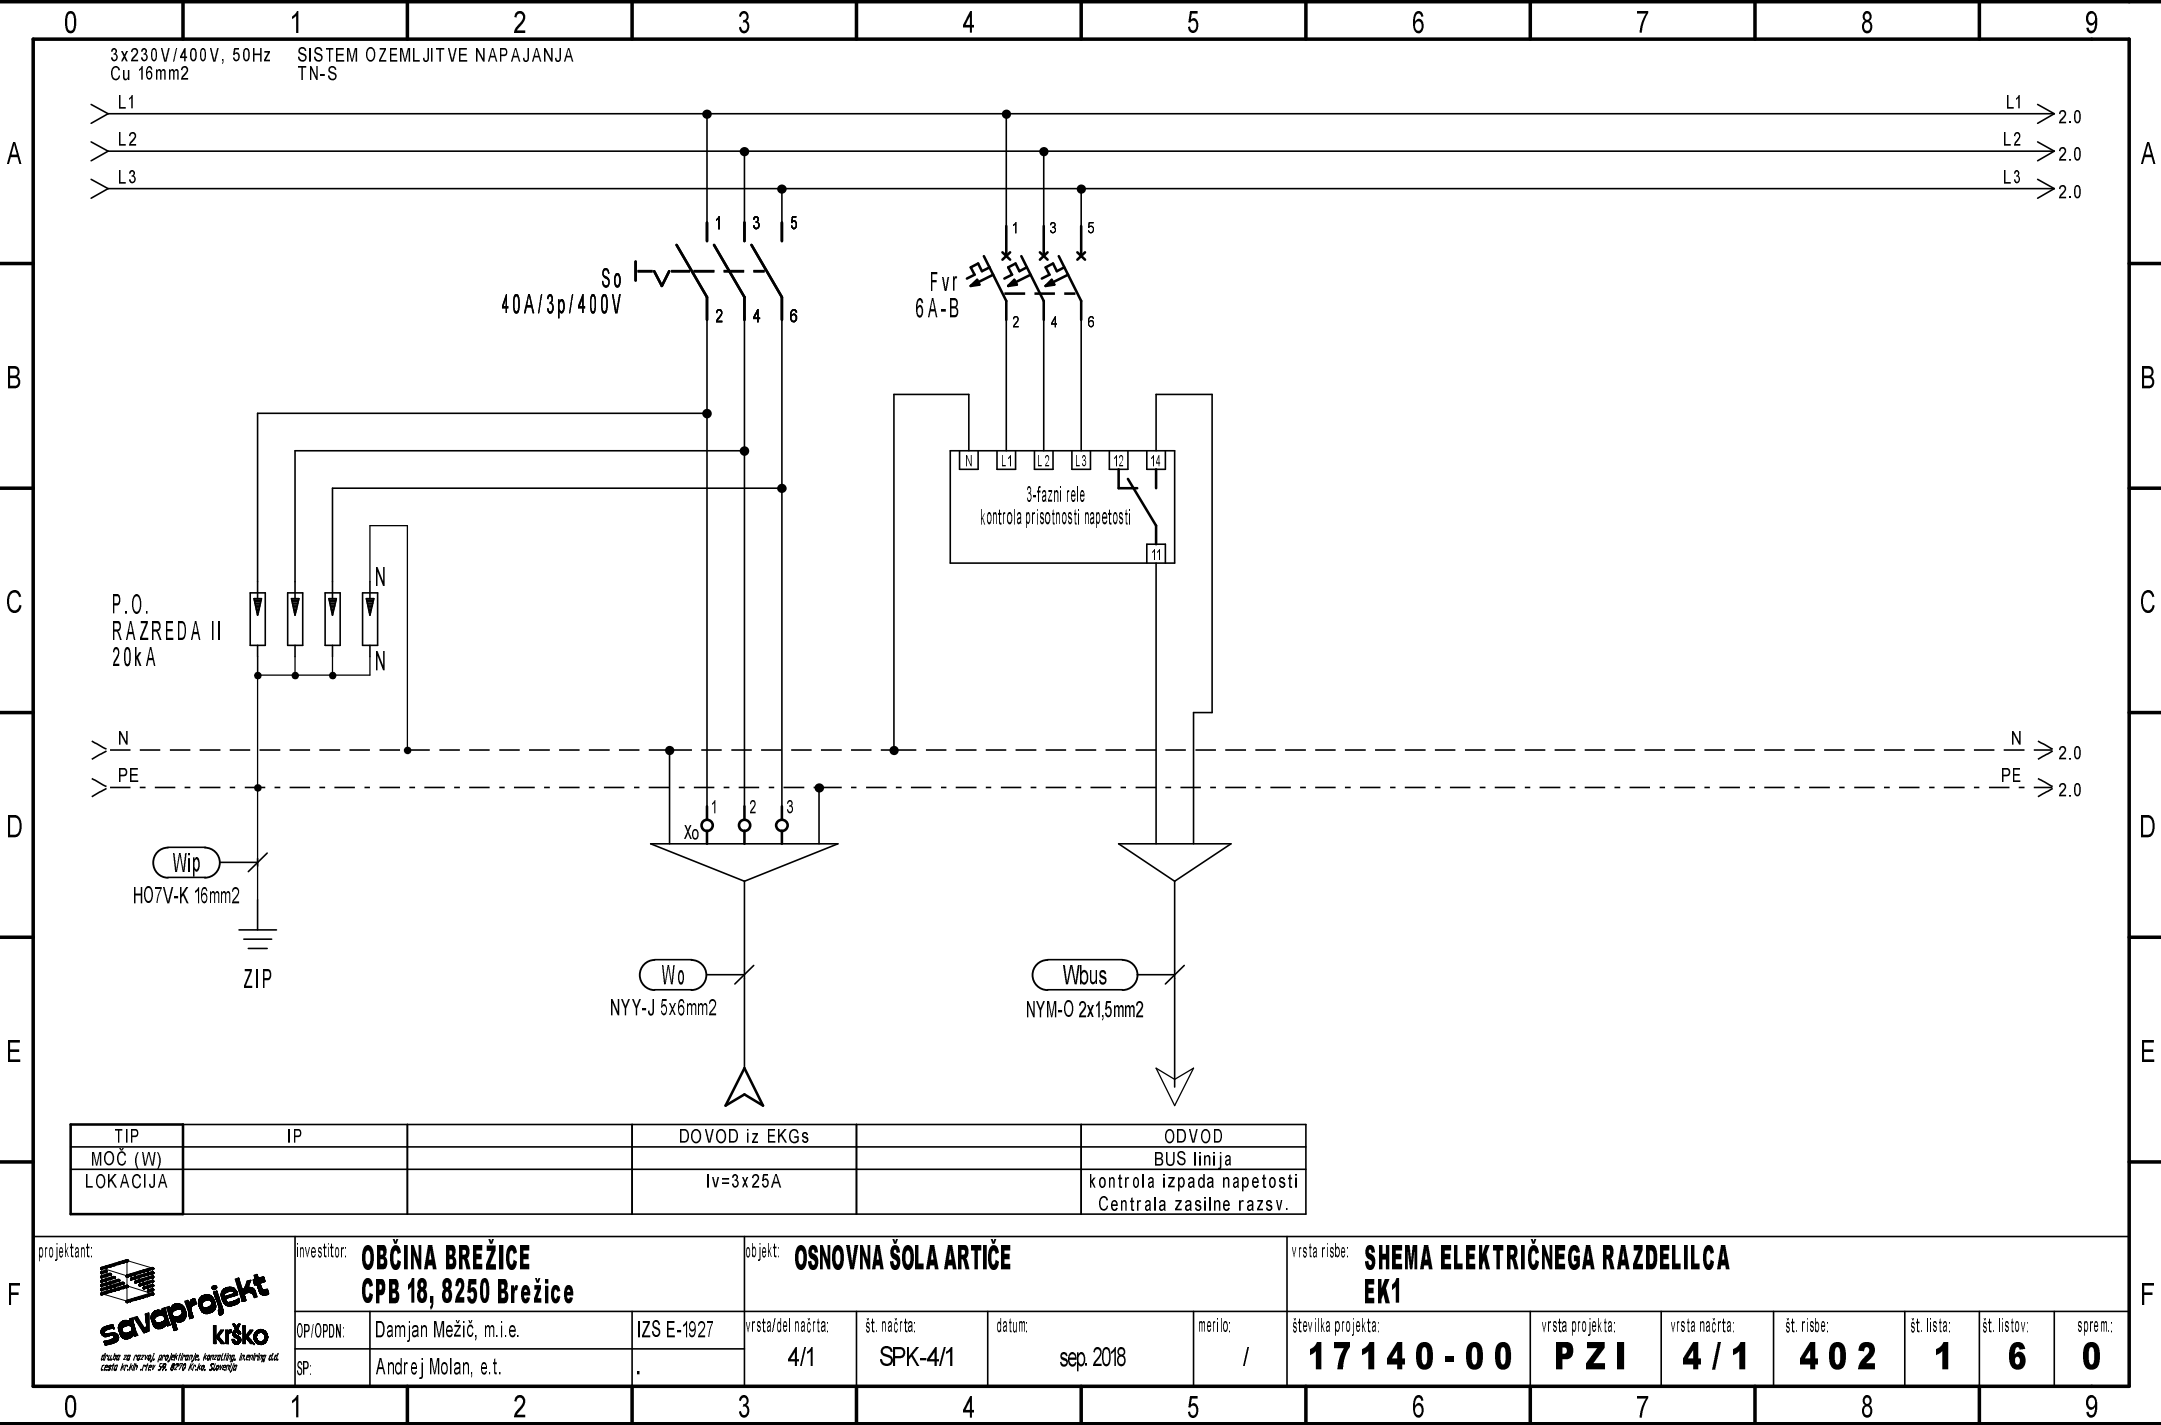 0 1 2 3 4 5 6 7 8 9
3x230V/400V, 50Hz SISTEM OZEMLJITVE NAPAJANJA
Cu 16mm2 TN-S
L1 L1 2.0
L2 L2 2.0
A A
L3 L3 2.0
1 3 5 1 3 5
So Fvr
40A/3p/400V 6A-B
2 4 6 2 4 6
B B
N L1 L2 L3 12 14
3-fazni rele
kontrola prisotnosti napetosti
11
N
C C
P.O.
RAZREDA II
20kA
N
N N 2.0
PE PE 2.0
1 2 3
Xo
D D
Wip
HO7V-K 16mm2
ZIP
Wo Wbus
NYY-J 5x6mm2 NYM-O 2x1,5mm2
E E
TIP IP DOVOD iz EKGs ODVOD
MOČ (W) BUS linija
LOKACIJA Iv=3x25A kontrola izpada napetosti
Centrala zasilne razsv.
projektant: investitor: OBČINA BREŽICE objekt: OSNOVNA ŠOLA ARTIČE vrsta risbe: SHEMA ELEKTRIČNEGA RAZDELILCA
CPB 18, 8250 Brežice EK1
F F
savaprojekt
krško
OP/OPDN: Damjan Mežič, m.i.e. IZS E-1927 vrsta/del načrta: št. načrta: datum: merilo: številka projekta: vrsta projekta: vrsta načrta: št. risbe: št. lista: št. listov: sprem.:
4/1 SPK-4/1 sep. 2018 / 17140-00 PZI 4/1 402 1 6 0
SP: Andrej Molan, e.t. .
0 1 2 3 4 5 6 7 8 9